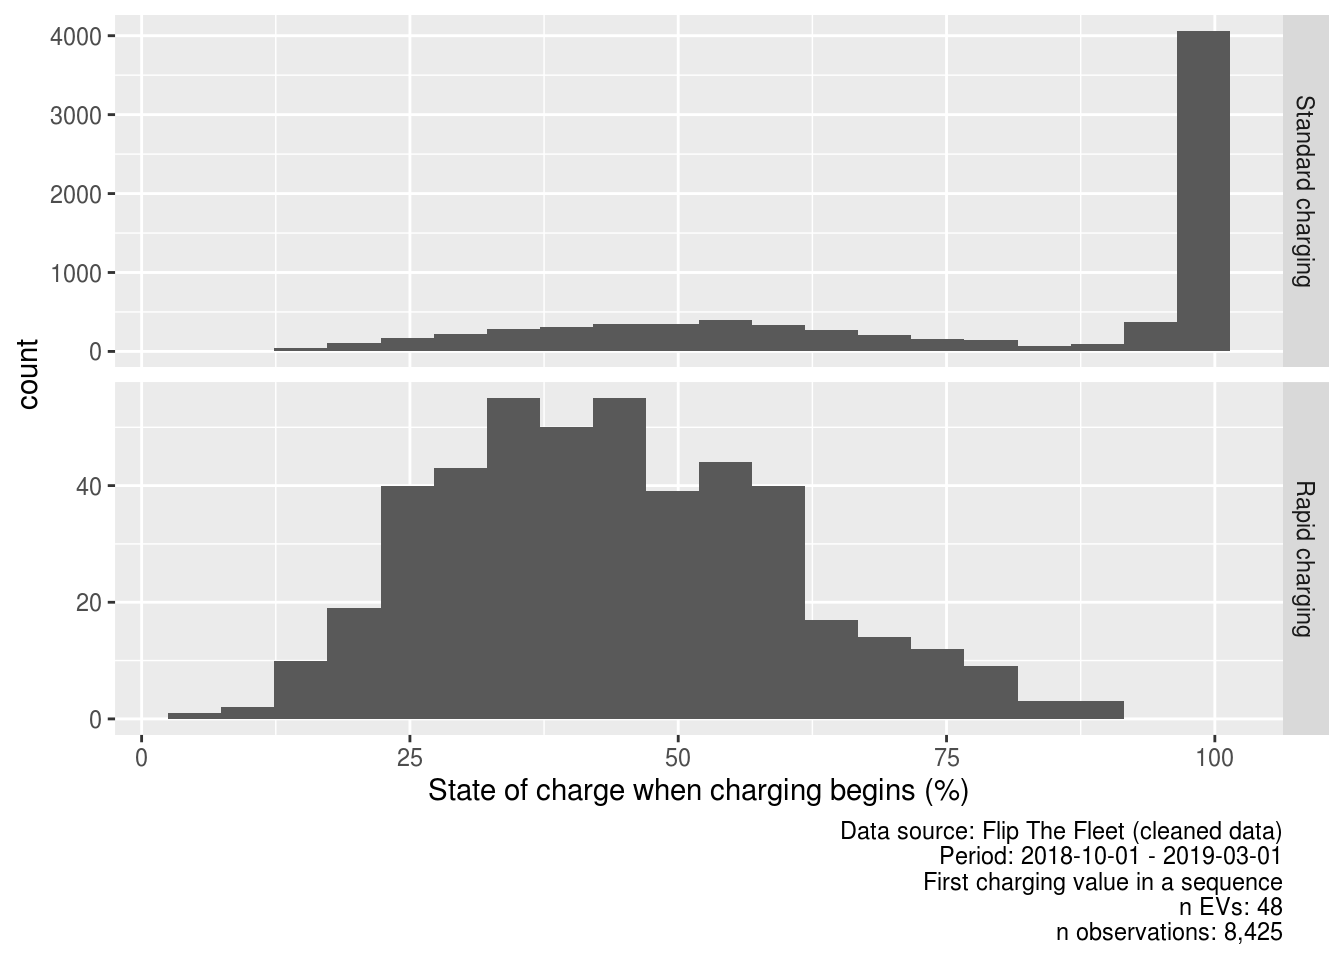 4000
3000
2000
1000
0
Standard charging
count
40
20
0
Rapid charging
0 25 50 75 100
State of charge when charging begins (%)
Data source: Flip The Fleet (cleaned data)
Period: 2018-10-01 - 2019-03-01
First charging value in a sequence
n EVs: 48
n observations: 8,425